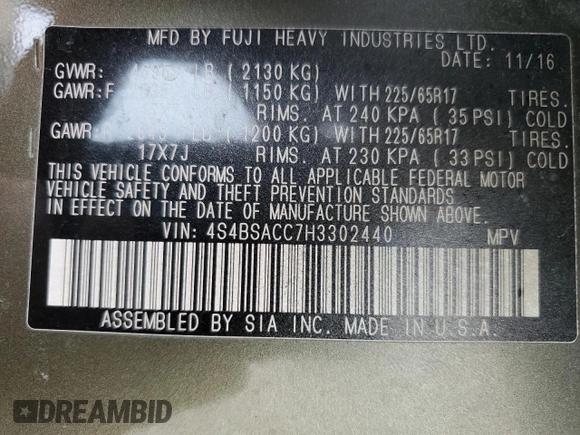 MFD BY FUJI HEAVY INDUSTRIES LTD.
DATE: 11/16
GVWR: LB ( 2130 KG)
GAWR:F LB ( 1150 KG) WITH 225/65R17 TIRES.
RIMS. AT 240 KPA ( 35 PSI) COLD
GAWR:R LB ( 1200 KG) WITH 225/65R17 TIRES.
17X7J RIMS. AT 230 KPA ( 33 PSI) COLD
THIS VEHICLE CONFORMS TO ALL APPLICABLE FEDERAL MOTOR
VEHICLE SAFETY AND THEFT PREVENTION STANDARDS
IN EFFECT ON THE DATE OF MANUFACTURE SHOWN ABOVE.
VIN: 4S4BSACC7H3302440 MPV
ASSEMBLED BY SIA INC. MADE IN U.S.A.
DREAMBID